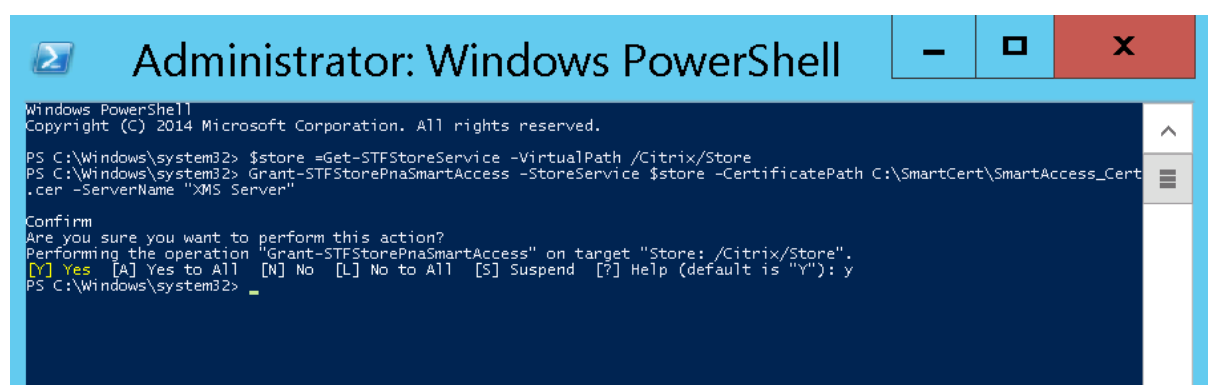 Administrator: Windows PowerShell
Windows PowerShell
Copyright (C) 2014 Microsoft Corporation. All rights reserved.
PS C:\Windows\system32> $store =Get-STFStoreService -VirtualPath /Citrix/Store
PS C:\Windows\system32> Grant-STFStorePnaSmartAccess -StoreService $store -CertificatePath C:\SmartCert\SmartAccess_Cert
.cer -ServerName "XMS Server"
Confirm
Are you sure you want to perform this action?
Performing the operation "Grant-STFStorePnaSmartAccess" on target "Store: /Citrix/Store".
[Y] Yes  [A] Yes to All  [N] No  [L] No to All  [S] Suspend  [?] Help (default is "Y"): y
PS C:\Windows\system32> _